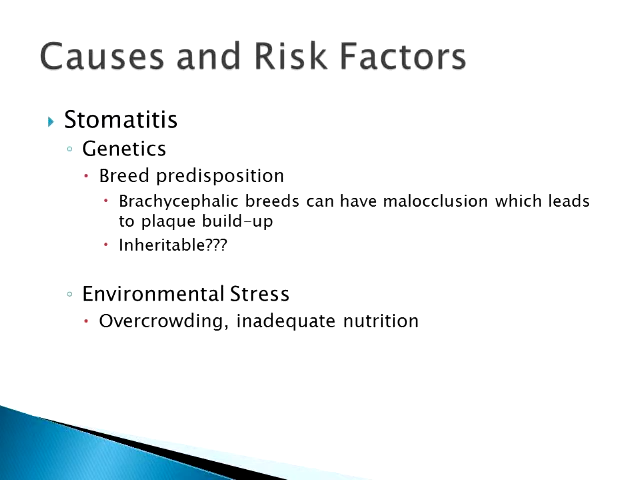 Causes and Risk Factors
Stomatitis
Genetics
Breed predisposition
Brachycephalic breeds can have malocclusion which leads
to plaque build-up
Inheritable???
Environmental Stress
Overcrowding, inadequate nutrition